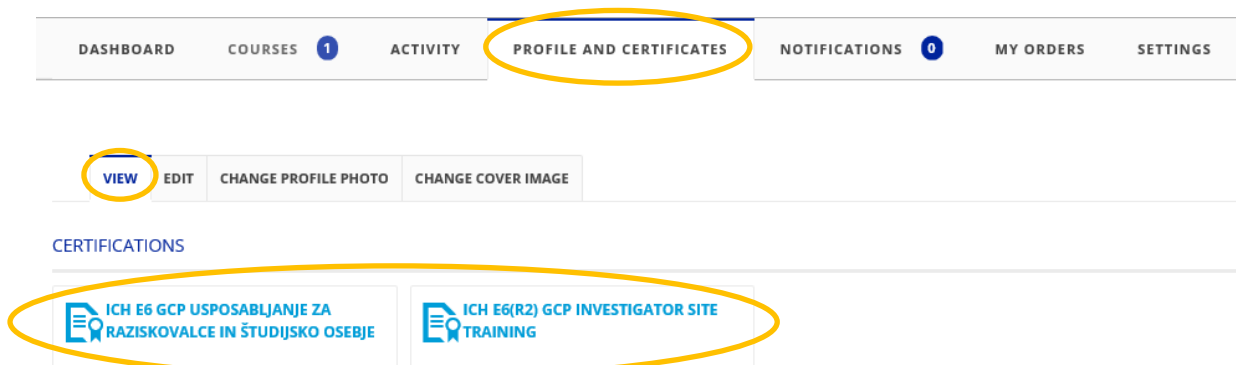 DASHBOARD COURSES 1 ACTIVITY PROFILE AND CERTIFICATES NOTIFICATIONS 0 MY ORDERS SETTINGS
VIEW EDIT CHANGE PROFILE PHOTO CHANGE COVER IMAGE
CERTIFICATIONS
ICH E6 GCP USPOSABLJANJE ZA
RAZISKOVALCE IN ŠTUDIJSKO OSEBJE
ICH E6(R2) GCP INVESTIGATOR SITE
TRAINING